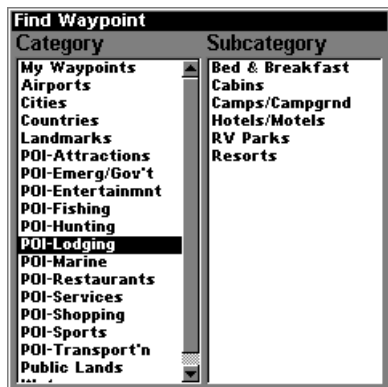 Find Waypoint
Category
My Waypoints
Airports
Cities
Countries
Landmarks
POI-Attractions
POI-Emerg/Gov't
POI-Entertainmnt
POI-Fishing
POI-Hunting
POI-Lodging
POI-Marine
POI-Restaurants
POI-Services
POI-Shopping
POI-Sports
POI-Transport'n
Public Lands
Subcategory
Bed & Breakfast
Cabins
Camps/Campgrnd
Hotels/Motels
RV Parks
Resorts